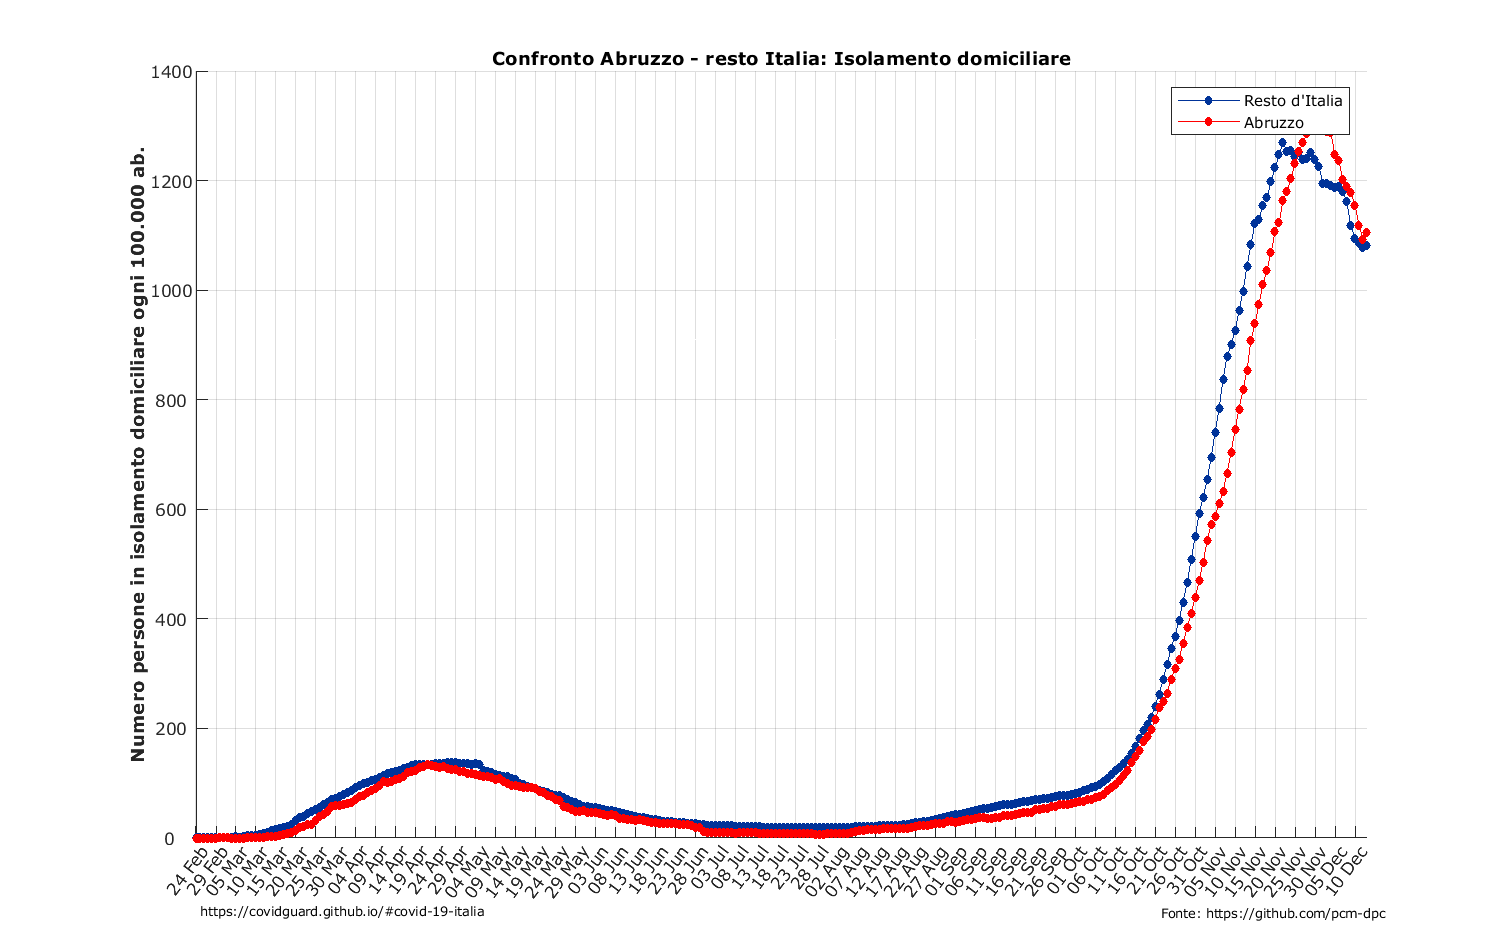 Confronto Abruzzo - resto Italia: Isolamento domiciliare
Numero persone in isolamento domiciliare ogni 100.000 ab.
1400
1200
1000
800
600
400
200
0
Resto d'Italia
Abruzzo
24 Feb
29 Feb
05 Mar
10 Mar
15 Mar
20 Mar
25 Mar
30 Mar
04 Apr
09 Apr
14 Apr
19 Apr
24 Apr
29 Apr
04 May
09 May
14 May
19 May
24 May
29 May
03 Jun
08 Jun
13 Jun
18 Jun
23 Jun
28 Jun
03 Jul
08 Jul
13 Jul
18 Jul
23 Jul
28 Jul
02 Aug
07 Aug
12 Aug
17 Aug
22 Aug
27 Aug
01 Sep
06 Sep
11 Sep
16 Sep
21 Sep
26 Sep
01 Oct
06 Oct
11 Oct
16 Oct
21 Oct
26 Oct
31 Oct
05 Nov
10 Nov
15 Nov
20 Nov
25 Nov
30 Nov
05 Dec
10 Dec
https://covidguard.github.io/#covid-19-italia
Fonte: https://github.com/pcm-dpc